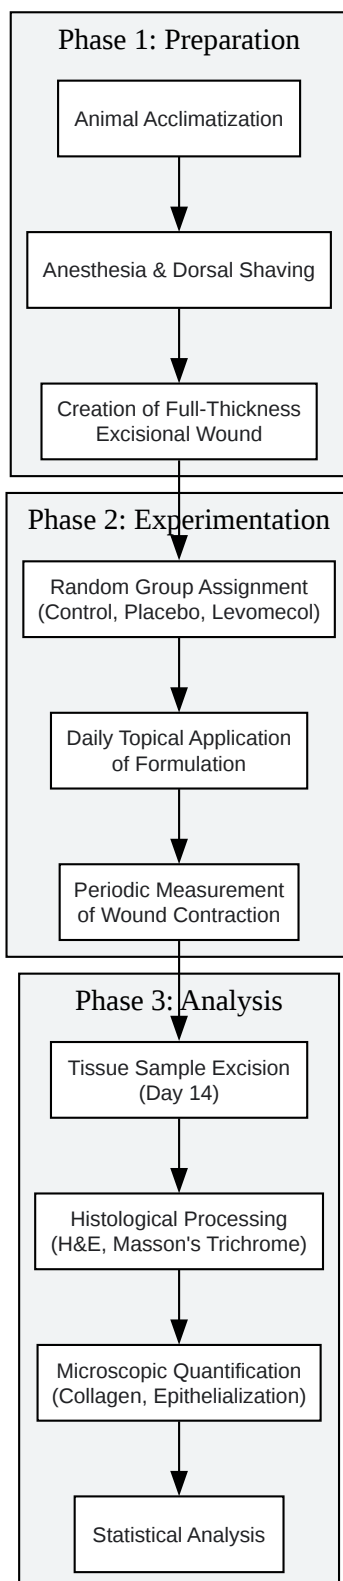 Phase 1: Preparation
Animal Acclimatization
Anesthesia & Dorsal Shaving
Creation of Full-Thickness
Excisional Wound
Phase 2: Experimentation
Random Group Assignment
(Control, Placebo, Levomecol)
Daily Topical Application
of Formulation
Periodic Measurement
of Wound Contraction
Phase 3: Analysis
Tissue Sample Excision
(Day 14)
Histological Processing
(H&E, Masson's Trichrome)
Microscopic Quantification
(Collagen, Epithelialization)
Statistical Analysis